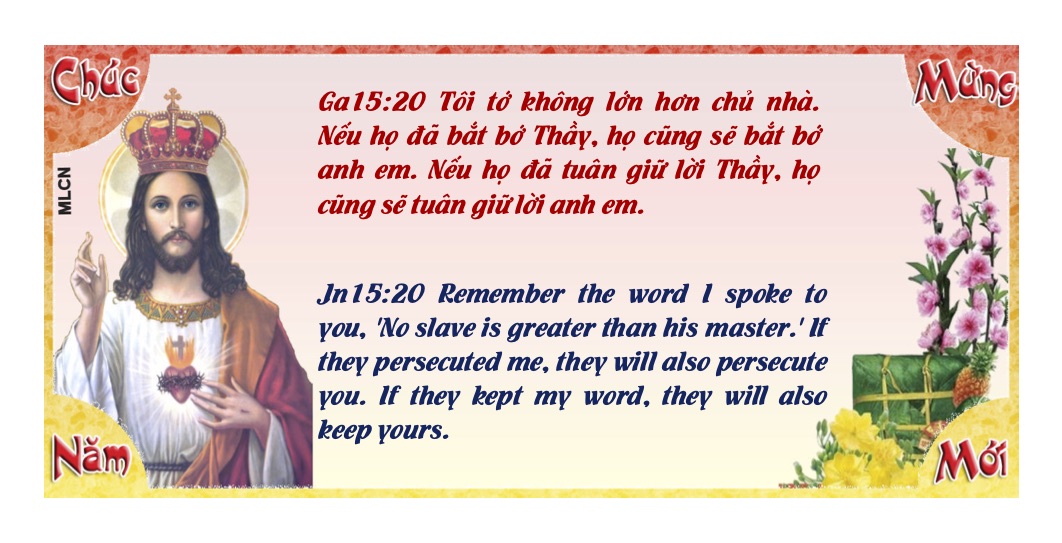 Chúc
Mừng
MLCN
Ga15:20 Tôi tớ không lớn hơn chủ nhà.
Nếu họ đã bắt bớ Thầy, họ cũng sẽ bắt bớ
anh em. Nếu họ đã tuân giữ lời Thầy, họ
cũng sẽ tuân giữ lời anh em.
Jn15:20 Remember the word I spoke to
you, 'No slave is greater than his master.' If
they persecuted me, they will also persecute
you. If they kept my word, they will also
keep yours.
Năm
Mới